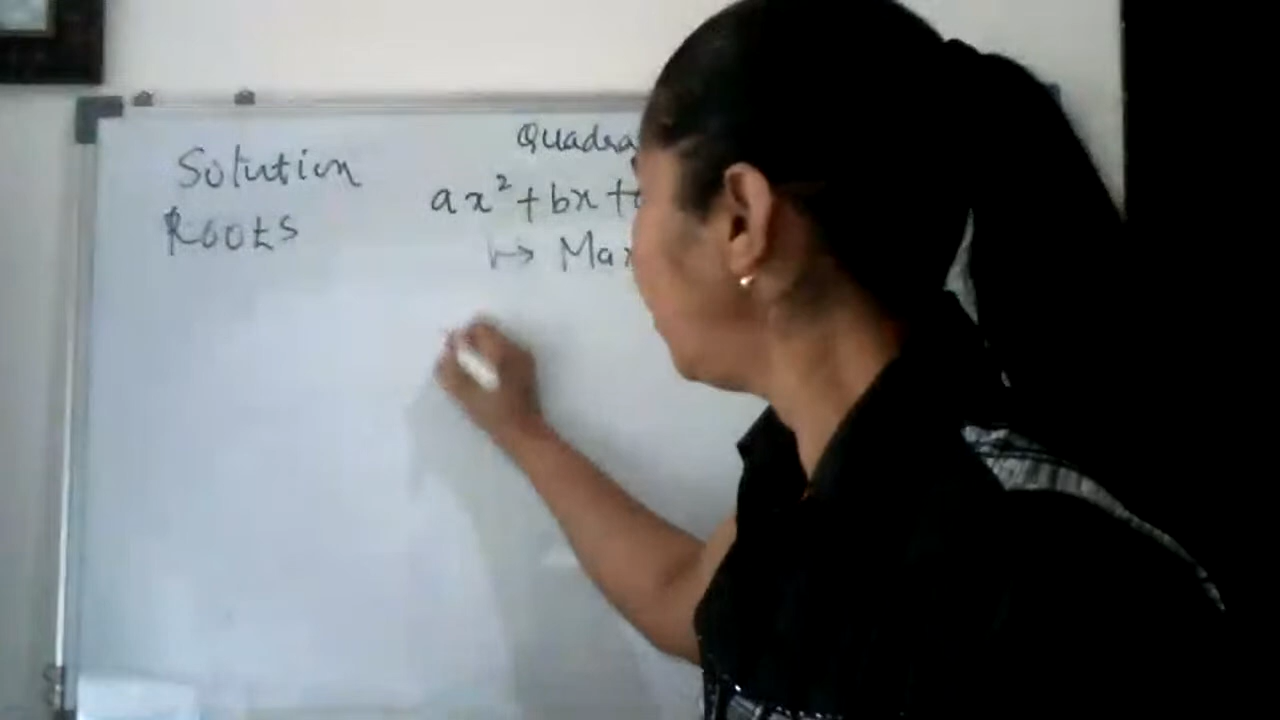 Solution
Roots
Quadra
ax² + bx +
↳ Max